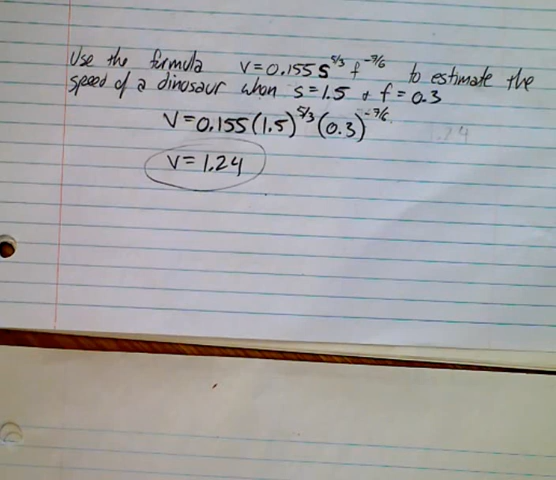 Use the formula v=0.155 s^5/3 f^-7/6 to estimate the
speed of a dinosaur when s=1.5 & f=0.3
V=0.155(1.5)^5/3 (0.3)^-7/6
V=1.24